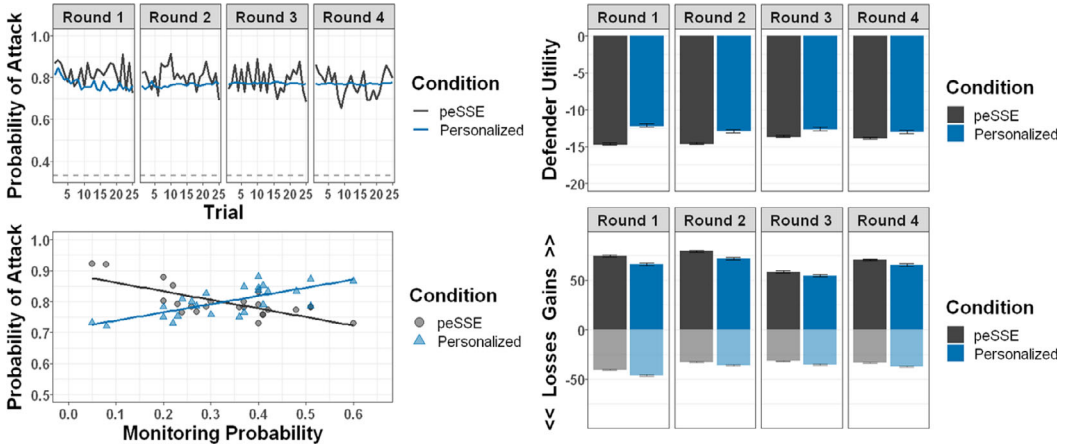 Round 1 Round 2 Round 3 Round 4
Probability of Attack
1.0
0.8
0.6
0.4
5 10 15 20 25 5 10 15 20 25 5 10 15 20 25 5 10 15 20 25
Trial
Condition
peSSE
Personalized
Round 1 Round 2 Round 3 Round 4
Defender Utility
0
-5
-10
-15
-20
Condition
peSSE
Personalized
Probability of Attack
1.0
0.9
0.8
0.7
0.6
0.5
0.0 0.1 0.2 0.3 0.4 0.5 0.6
Monitoring Probability
Condition
peSSE
Personalized
Round 1 Round 2 Round 3 Round 4
<< Losses Gains >>
50
0
-50
Condition
peSSE
Personalized